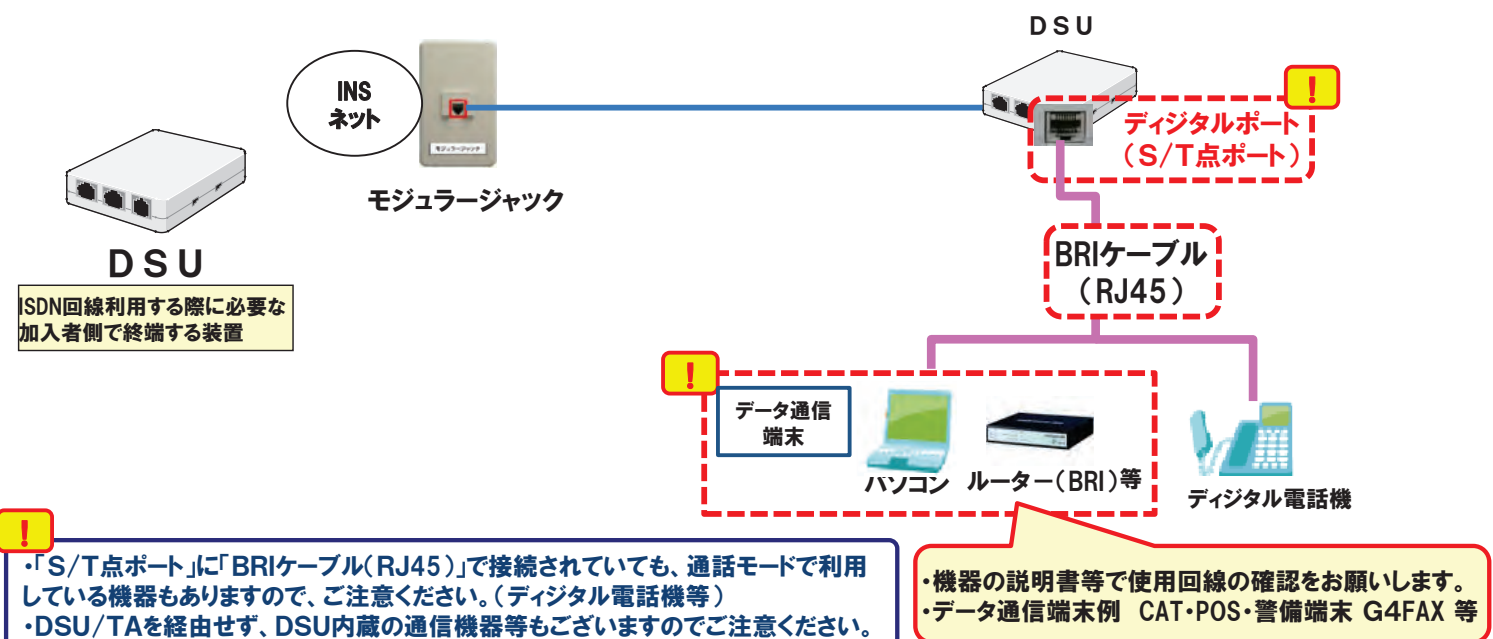 DSU
INS
ネット
!
ディジタルポート
(S/T点ポート)
モジュラージャック
モジュラージャック
DSU
ISDN回線利用する際に必要な
加入者側で終端する装置
BRIケーブル
(RJ45)
!
データ通信
端末
パソコン
ルーター(BRI)等
ディジタル電話機
!
・「S/T点ポート」に「BRIケーブル(RJ45)」で接続されていても、通話モードで利用
している機器もありますので、ご注意ください。(ディジタル電話機等)
・DSU/TAを経由せず、DSU内蔵の通信機器等もございますのでご注意ください。
・機器の説明書等で使用回線の確認をお願いします。
・データ通信端末例 CAT・POS・警備端末 G4FAX 等